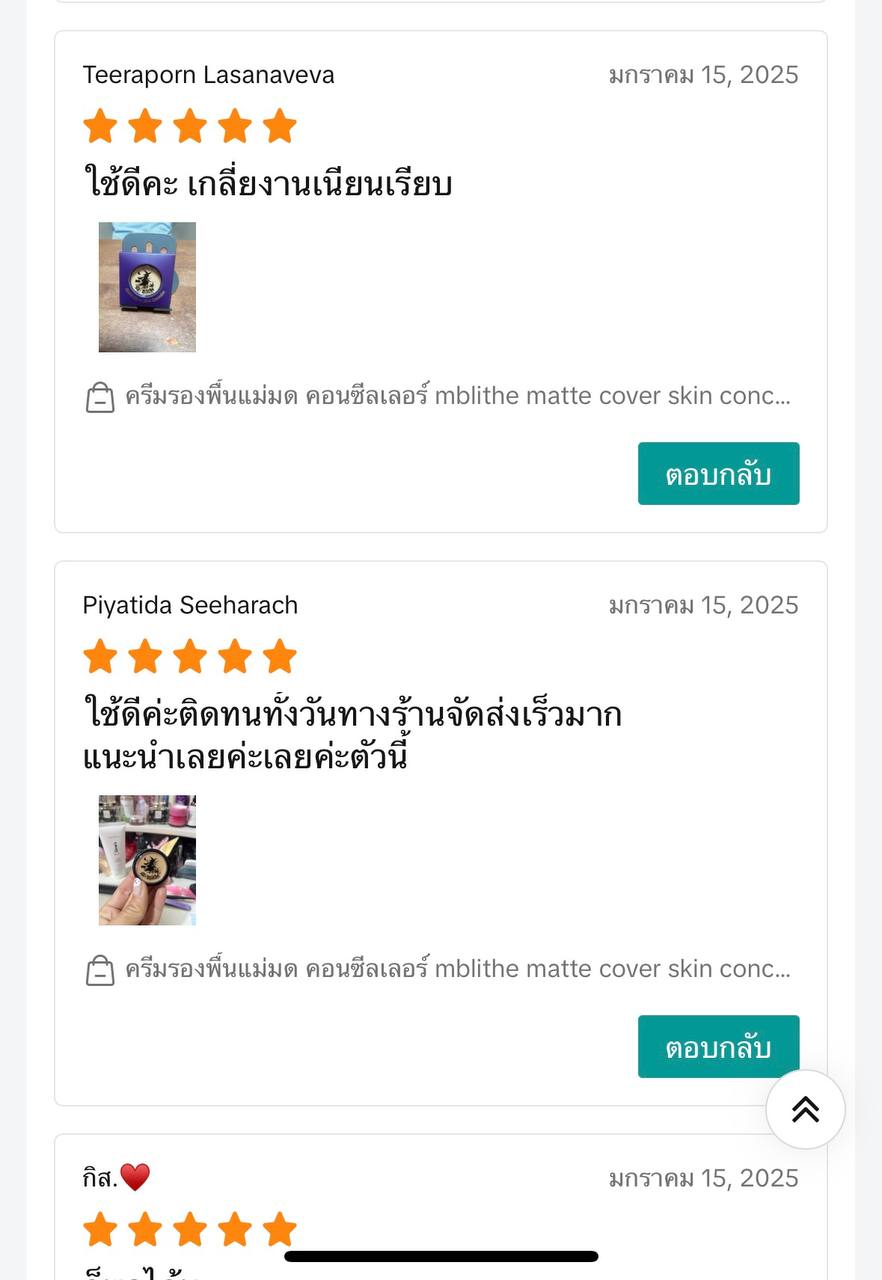 Teeraporn Lasanaveva
มกราคม 15, 2025
ใช้ดีคะ เกลี่ยงานเนียนเรียบ
ครีมรองพื้นแม่มด คอนซีลเลอร์ mblithe matte cover skin conc...
ตอบกลับ
Piyatida Seeharach
มกราคม 15, 2025
ใช้ดีค่ะติดทนทั้งวันทางร้านจัดส่งเร็วมาก
แนะนำเลยค่ะเลยค่ะตัวนี้
ครีมรองพื้นแม่มด คอนซีลเลอร์ mblithe matte cover skin conc...
ตอบกลับ
กิส.❤️
มกราคม 15, 2025